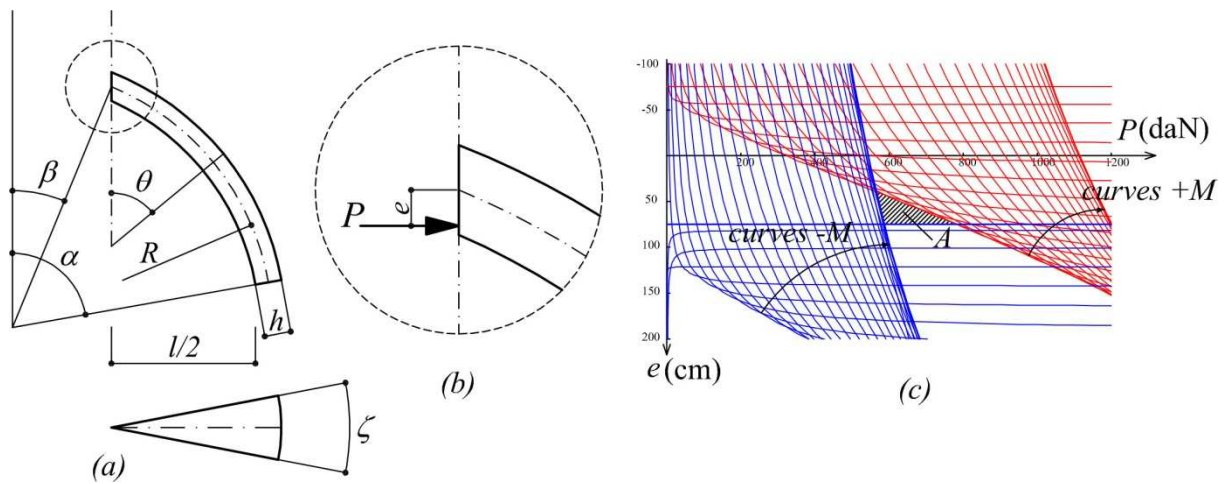 β
θ
α
R
h
l/2
ζ
(a)
P
e
(b)
-100
-50
50
100
150
200
200
400
600
800
1000
1200
P(daN)
curves +M
curves -M
A
e(cm)
(c)